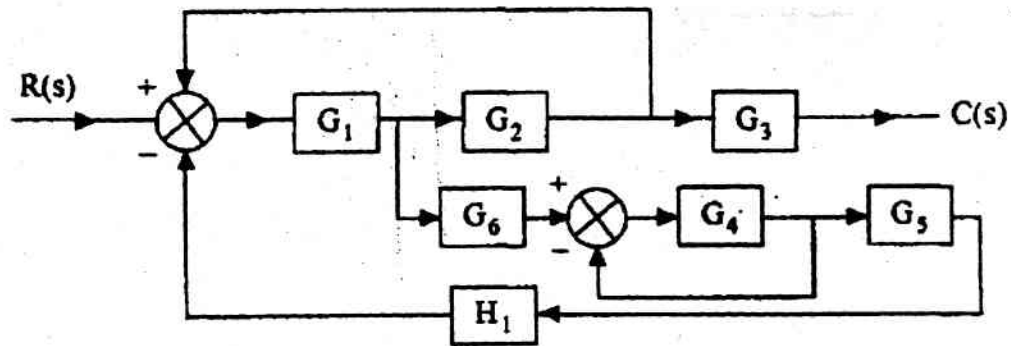 R(s)
+
−
G₁
G₂
G₃
C(s)
G₆
+
−
G₄
G₅
H₁